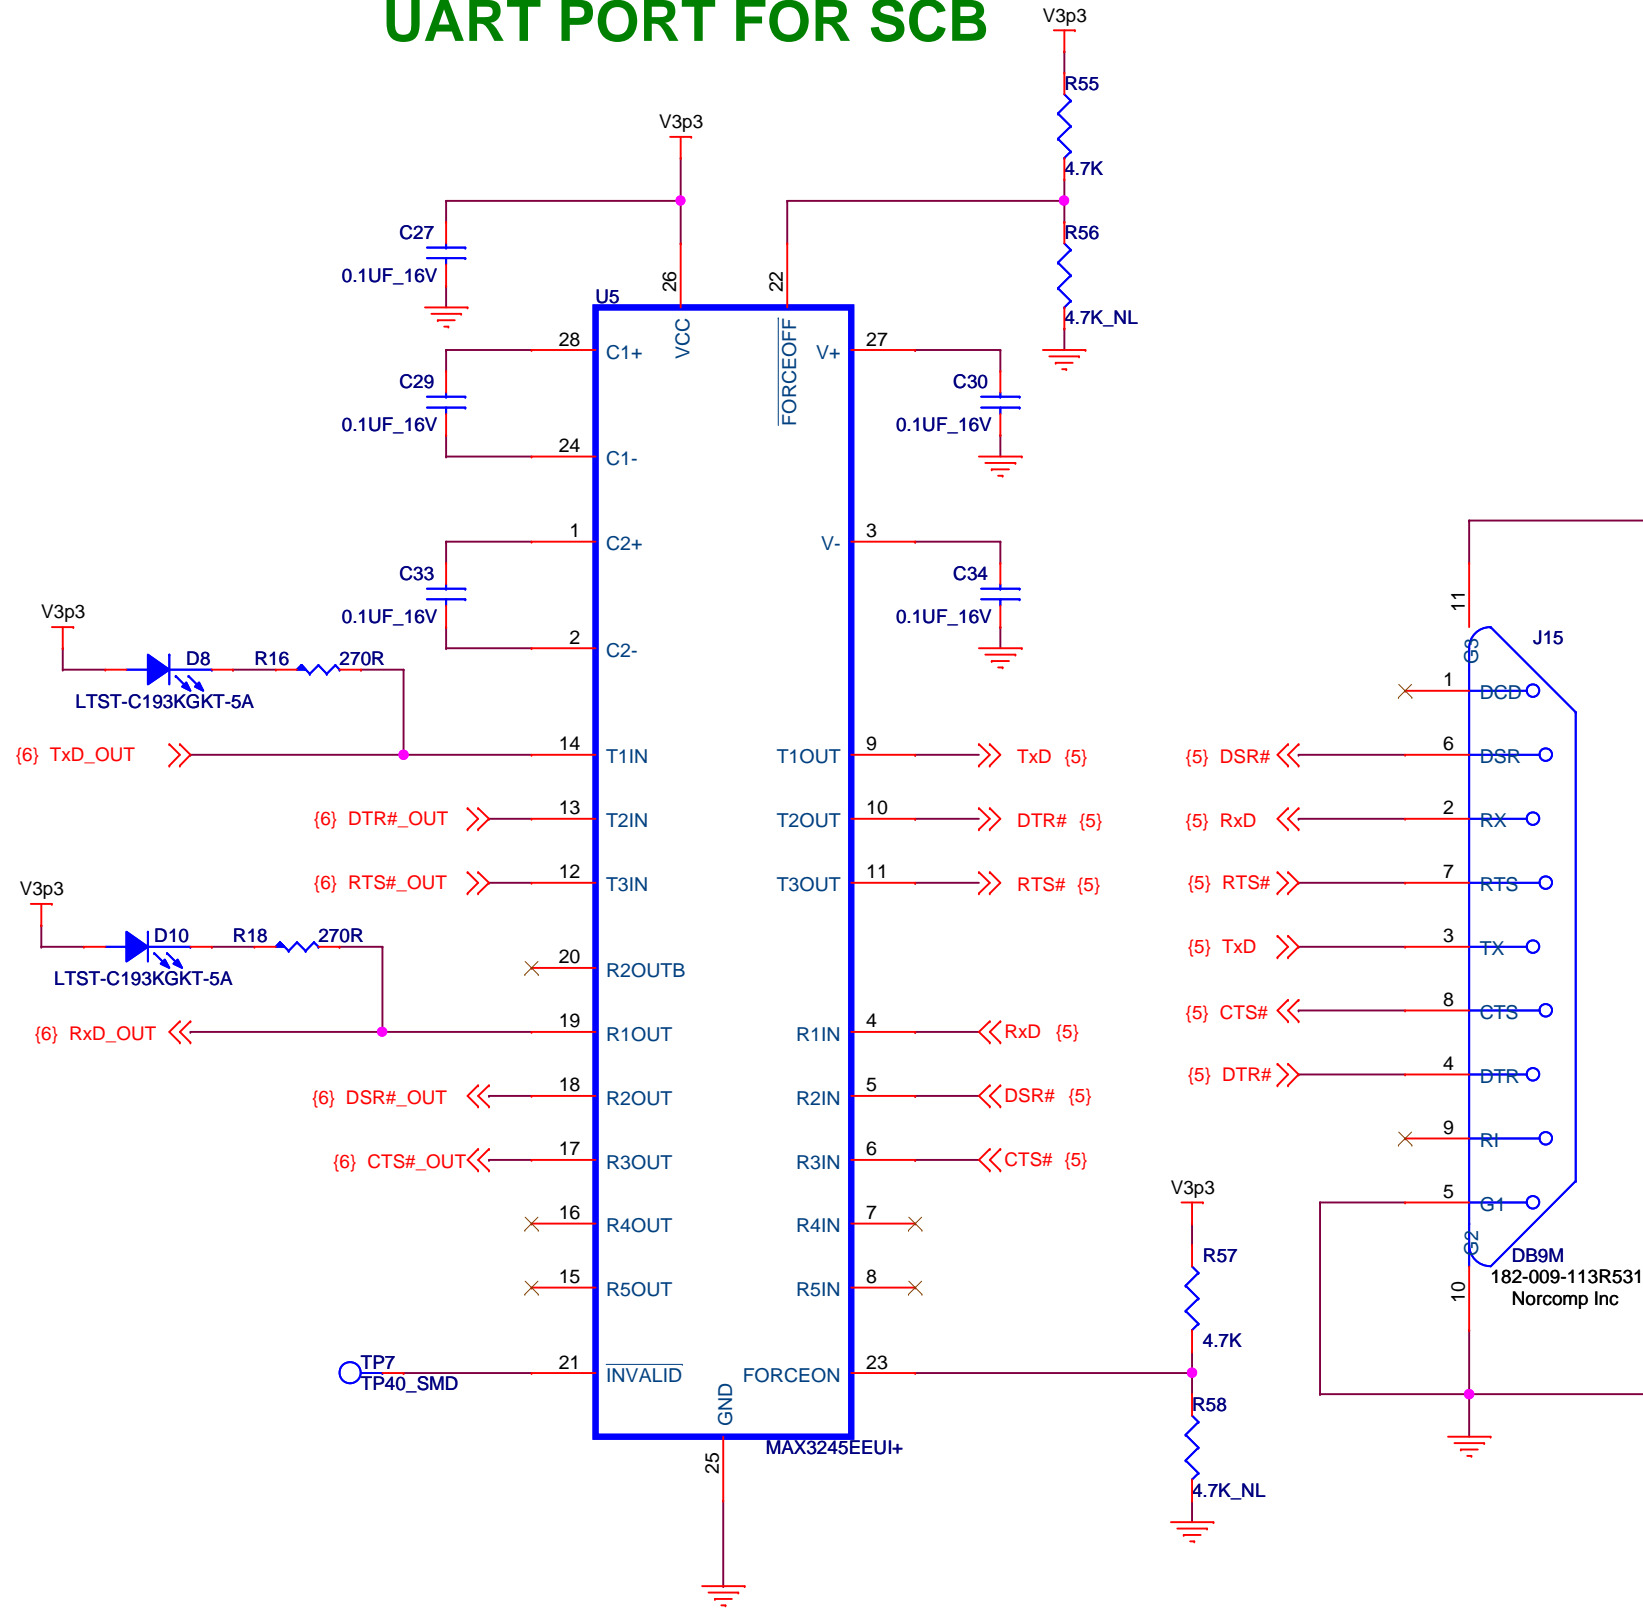 UART PORT FOR SCB
V3p3
R55
4.7K
R56
4.7K_NL
V3p3
C27
0.1UF_16V
26
22
U5
VCC
FORCEOFF
28
C1+
C29
0.1UF_16V
24
C1-
V+
27
C30
0.1UF_16V
1
C2+
C33
0.1UF_16V
2
C2-
V-
3
C34
0.1UF_16V
V3p3
D8
R16
270R
LTST-C193KGKT-5A
{6} TxD_OUT
14
T1IN
T1OUT
9
TxD {5}
{6} DTR#_OUT
13
T2IN
T2OUT
10
DTR# {5}
{6} RTS#_OUT
12
T3IN
T3OUT
11
RTS# {5}
V3p3
D10
R18
270R
LTST-C193KGKT-5A
20
R2OUTB
{6} RxD_OUT
19
R1OUT
R1IN
4
RxD {5}
{6} DSR#_OUT
18
R2OUT
R2IN
5
DSR# {5}
{6} CTS#_OUT
17
R3OUT
R3IN
6
CTS# {5}
16
R4OUT
R4IN
7
15
R5OUT
R5IN
8
TP7
TP40_SMD
21
INVALID
FORCEON
23
GND
25
MAX3245EEUI+
V3p3
R57
4.7K
R58
4.7K_NL
11
G3
J15
1
DCD
{5} DSR#
6
DSR
{5} RxD
2
RX
{5} RTS#
7
RTS
{5} TxD
3
TX
{5} CTS#
8
CTS
{5} DTR#
4
DTR
9
RI
5
G1
G2
10
DB9M
182-009-113R531
Norcomp Inc